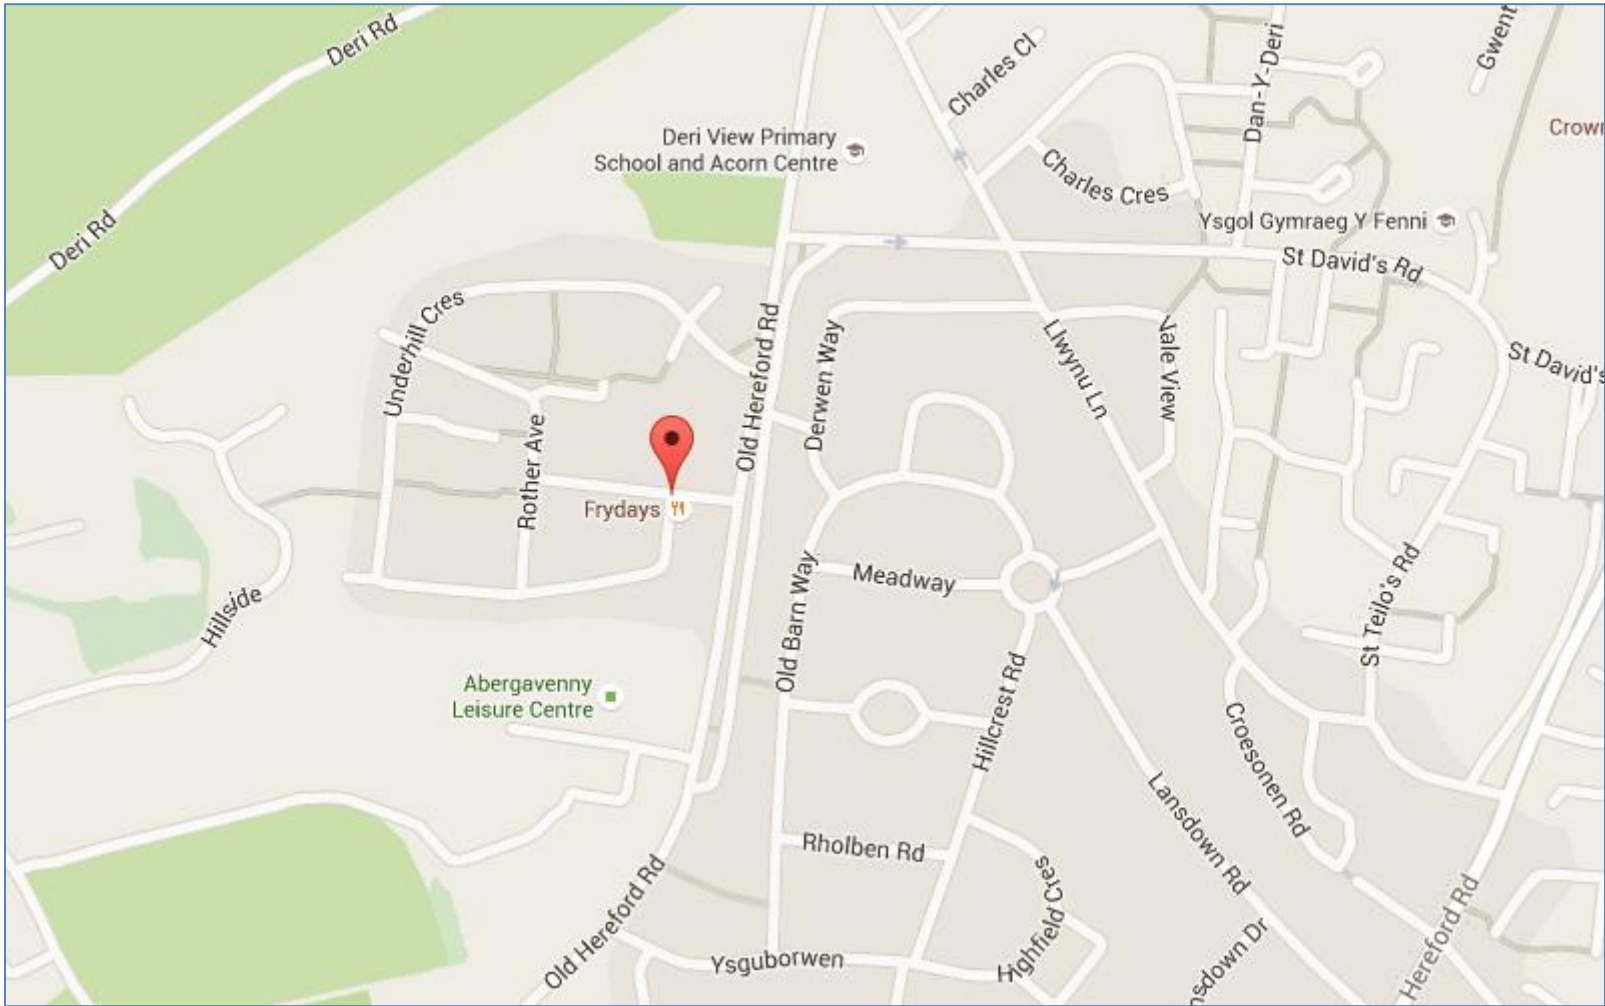 Deri Rd
Gwent
Charles Cl
Dan-Y-Deri
Deri View Primary
School and Acorn Centre
Crown
Charles Cres
Deri Rd
Ysgol Gymraeg Y Fenni
St David's Rd
Underhill Cres
Old Hereford Rd
Derwen Way
Llwynu Ln
Vale View
St David's
Rother Ave
Frydays
Meadway
Hillside
Old Barn Way
St Teilo's Rd
Abergavenny
Leisure Centre
Hillcrest Rd
Croesonen Rd
Lansdown Rd
Rholben Rd
Highfield Cres
Old Hereford Rd
Ysguborwen
nsdown Dr
Hereford Rd